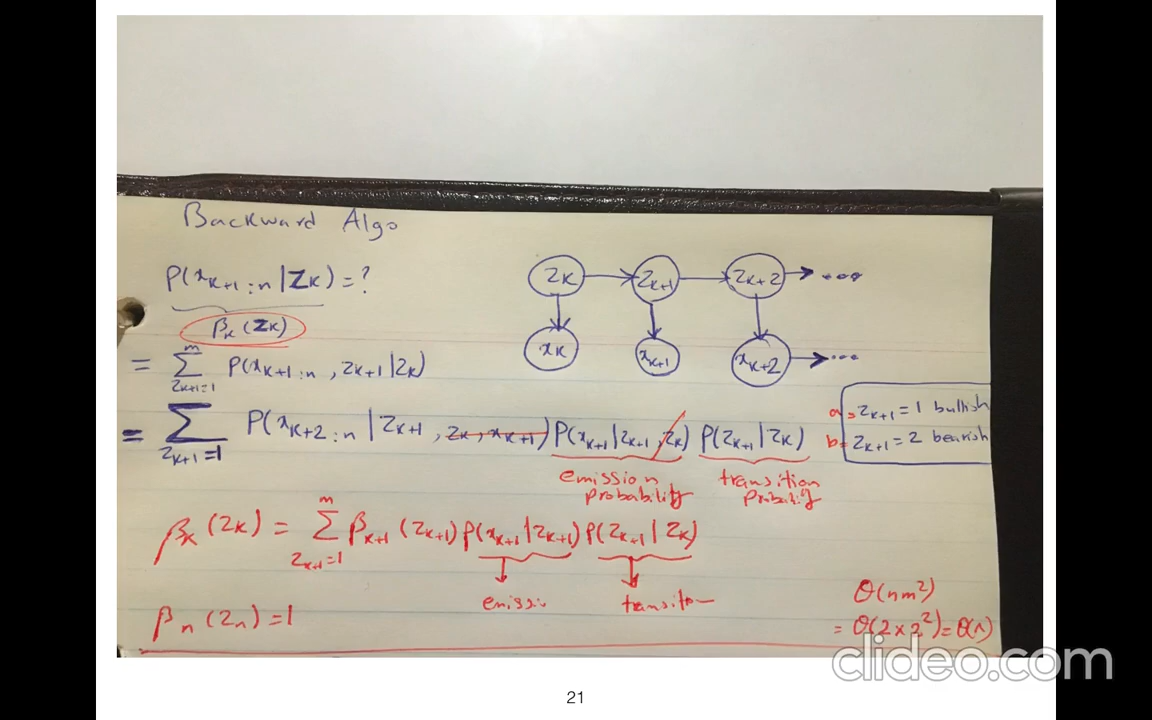 Backward Algo
P(x_{k+1:n} | z_k) = ?
β_k (z_k)
= Σ_{z_{k+1}=1}^{m} P(x_{k+1:n}, z_{k+1} | z_k)
= Σ_{z_{k+1}=1} P(x_{k+2:n} | z_{k+1}, z_k, x_{k+1}) P(x_{k+1} | z_{k+1}, z_k) P(z_{k+1} | z_k)
emission probability
transition probability
β_k (z_k) = Σ_{z_{k+1}=1}^{m} β_{k+1} (z_{k+1}) P(x_{k+1} | z_{k+1}) P(z_{k+1} | z_k)
β_n (z_n) = 1
z_k
z_{k+1}
z_{k+2}
x_k
x_{k+1}
x_{k+2}
z_{k+1} = 1 bullish
z_{k+1} = 2 bearish
θ(nm²)
clideo.com
21